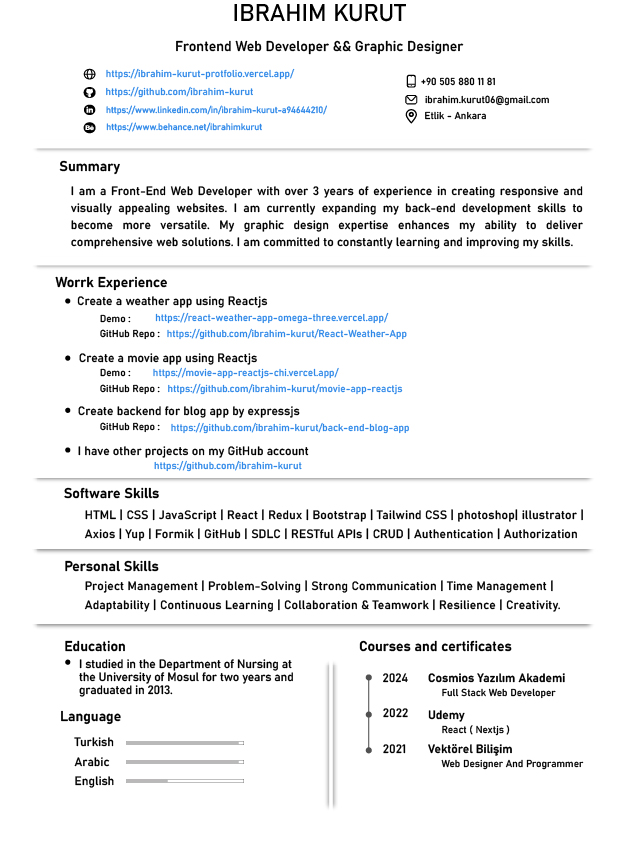 IBRAHIM KURUT
Frontend Web Developer && Graphic Designer
https://ibrahim-kurut-protfolio.vercel.app/
https://github.com/ibrahim-kurut
https://www.linkedin.com/in/ibrahim-kurut-a94644210/
https://www.behance.net/ibrahimkurut
+90 505 880 11 81
ibrahim.kurut06@gmail.com
Etlik - Ankara
Summary
I am a Front-End Web Developer with over 3 years of experience in creating responsive and
visually appealing websites. I am currently expanding my back-end development skills to
become more versatile. My graphic design expertise enhances my ability to deliver
comprehensive web solutions. I am committed to constantly learning and improving my skills.
Worrk Experience
• Create a weather app using Reactjs
Demo : https://react-weather-app-omega-three.vercel.app/
GitHub Repo : https://github.com/ibrahim-kurut/React-Weather-App
• Create a movie app using Reactjs
Demo : https://movie-app-reactjs-chi.vercel.app/
GitHub Repo : https://github.com/ibrahim-kurut/movie-app-reactjs
• Create backend for blog app by expressjs
GitHub Repo : https://github.com/ibrahim-kurut/back-end-blog-app
• I have other projects on my GitHub account
https://github.com/ibrahim-kurut
Software Skills
HTML | CSS | JavaScript | React | Redux | Bootstrap | Tailwind CSS | photoshop| illustrator |
Axios | Yup | Formik | GitHub | SDLC | RESTful APIs | CRUD | Authentication | Authorization
Personal Skills
Project Management | Problem-Solving | Strong Communication | Time Management |
Adaptability | Continuous Learning | Collaboration & Teamwork | Resilience | Creativity.
Education
• I studied in the Department of Nursing at
the University of Mosul for two years and
graduated in 2013.
Language
Turkish
Arabic
English
Courses and certificates
2024 Cosmios Yazılım Akademi
Full Stack Web Developer
2022 Udemy
React ( Nextjs )
2021 Vektörel Bilişim
Web Designer And Programmer